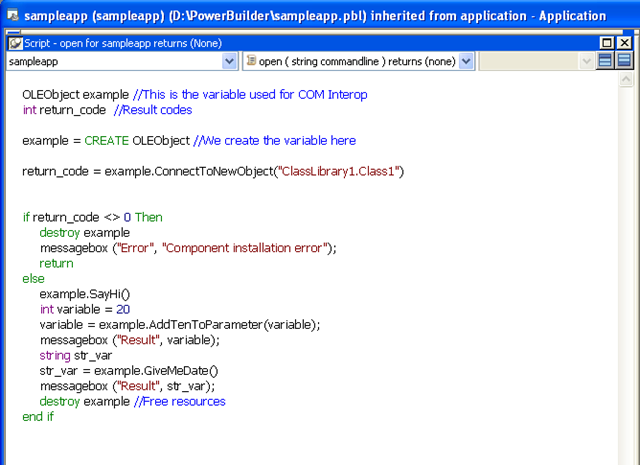 sampleapp (sampleapp) (D:\PowerBuilder\sampleapp.pbl) inherited from application - Application
Script - open for sampleapp returns (None)
sampleapp open ( string commandline ) returns (none)
OLEObject example //This is the variable used for COM Interop
int return_code //Result codes
example = CREATE OLEObject //We create the variable here
return_code = example.ConnectToNewObject("ClassLibrary1.Class1")
if return_code <> 0 Then
destroy example
messagebox ("Error", "Component installation error");
return
else
example.SayHi()
int variable = 20
variable = example.AddTenToParameter(variable);
messagebox ("Result", variable);
string str_var
str_var = example.GiveMeDate()
messagebox ("Result", str_var);
destroy example //Free resources
end if